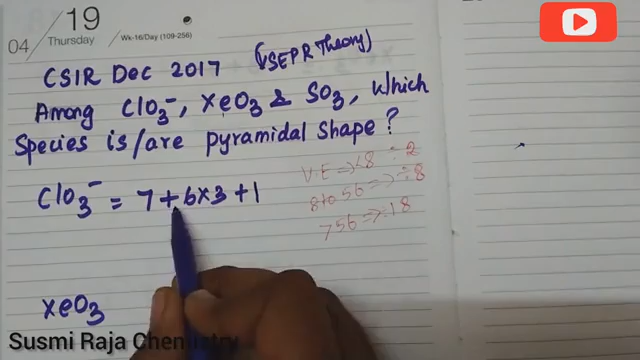 04 / 19
Thursday
Wk-16/Day (109-256)
CSIR Dec 2017 (VSEPR Theory)
Among ClO₃⁻, XeO₃ & SO₃, which
Species is/are pyramidal shape?
V.E => <8 ÷ 2
8 to 56 => ÷8
>56 => ÷18
ClO₃⁻ = 7+6×3+1
XeO₃
Susmi Raja Chemistry